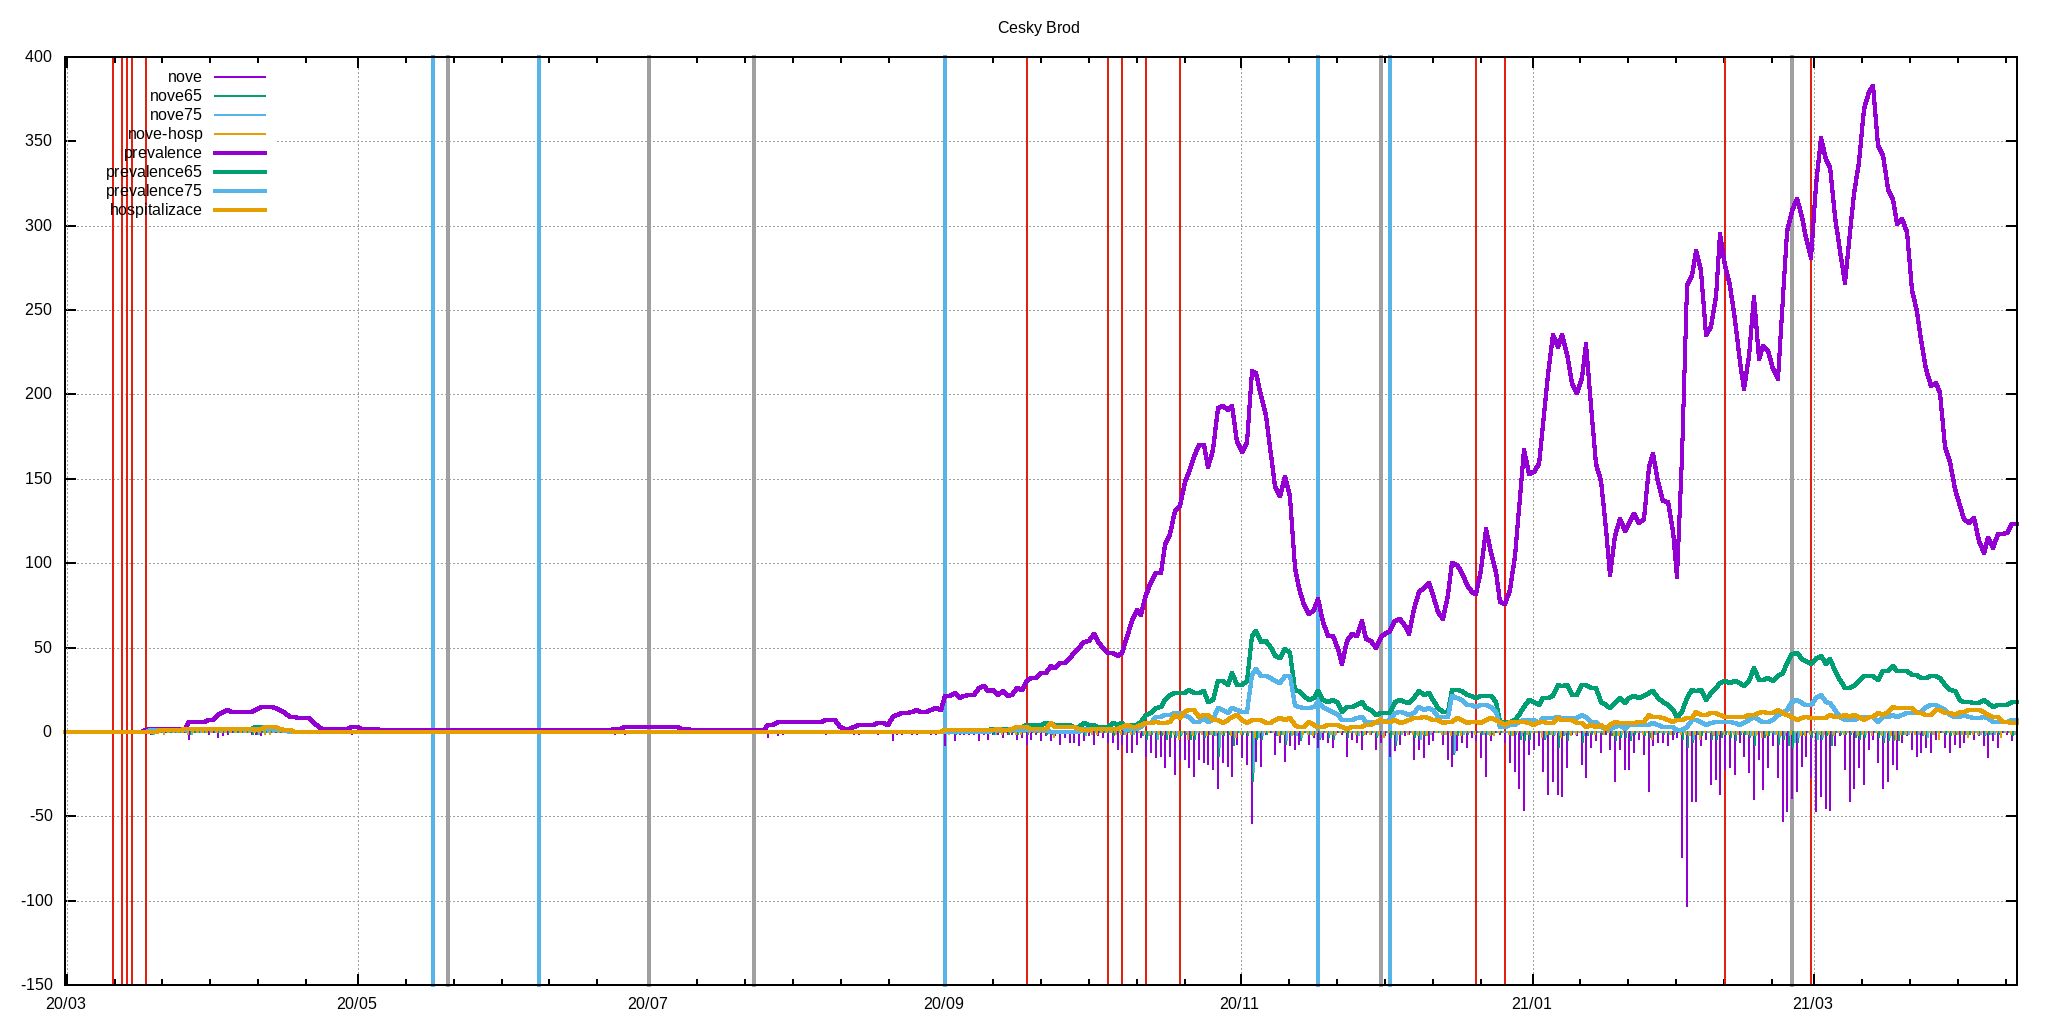 Cesky Brod
400
350
300
250
200
150
100
50
0
-50
-100
-150
nove
nove65
nove75
nove-hosp
prevalence
prevalence65
prevalence75
hospitalizace
20/03 20/05 20/07 20/09 20/11 21/01 21/03